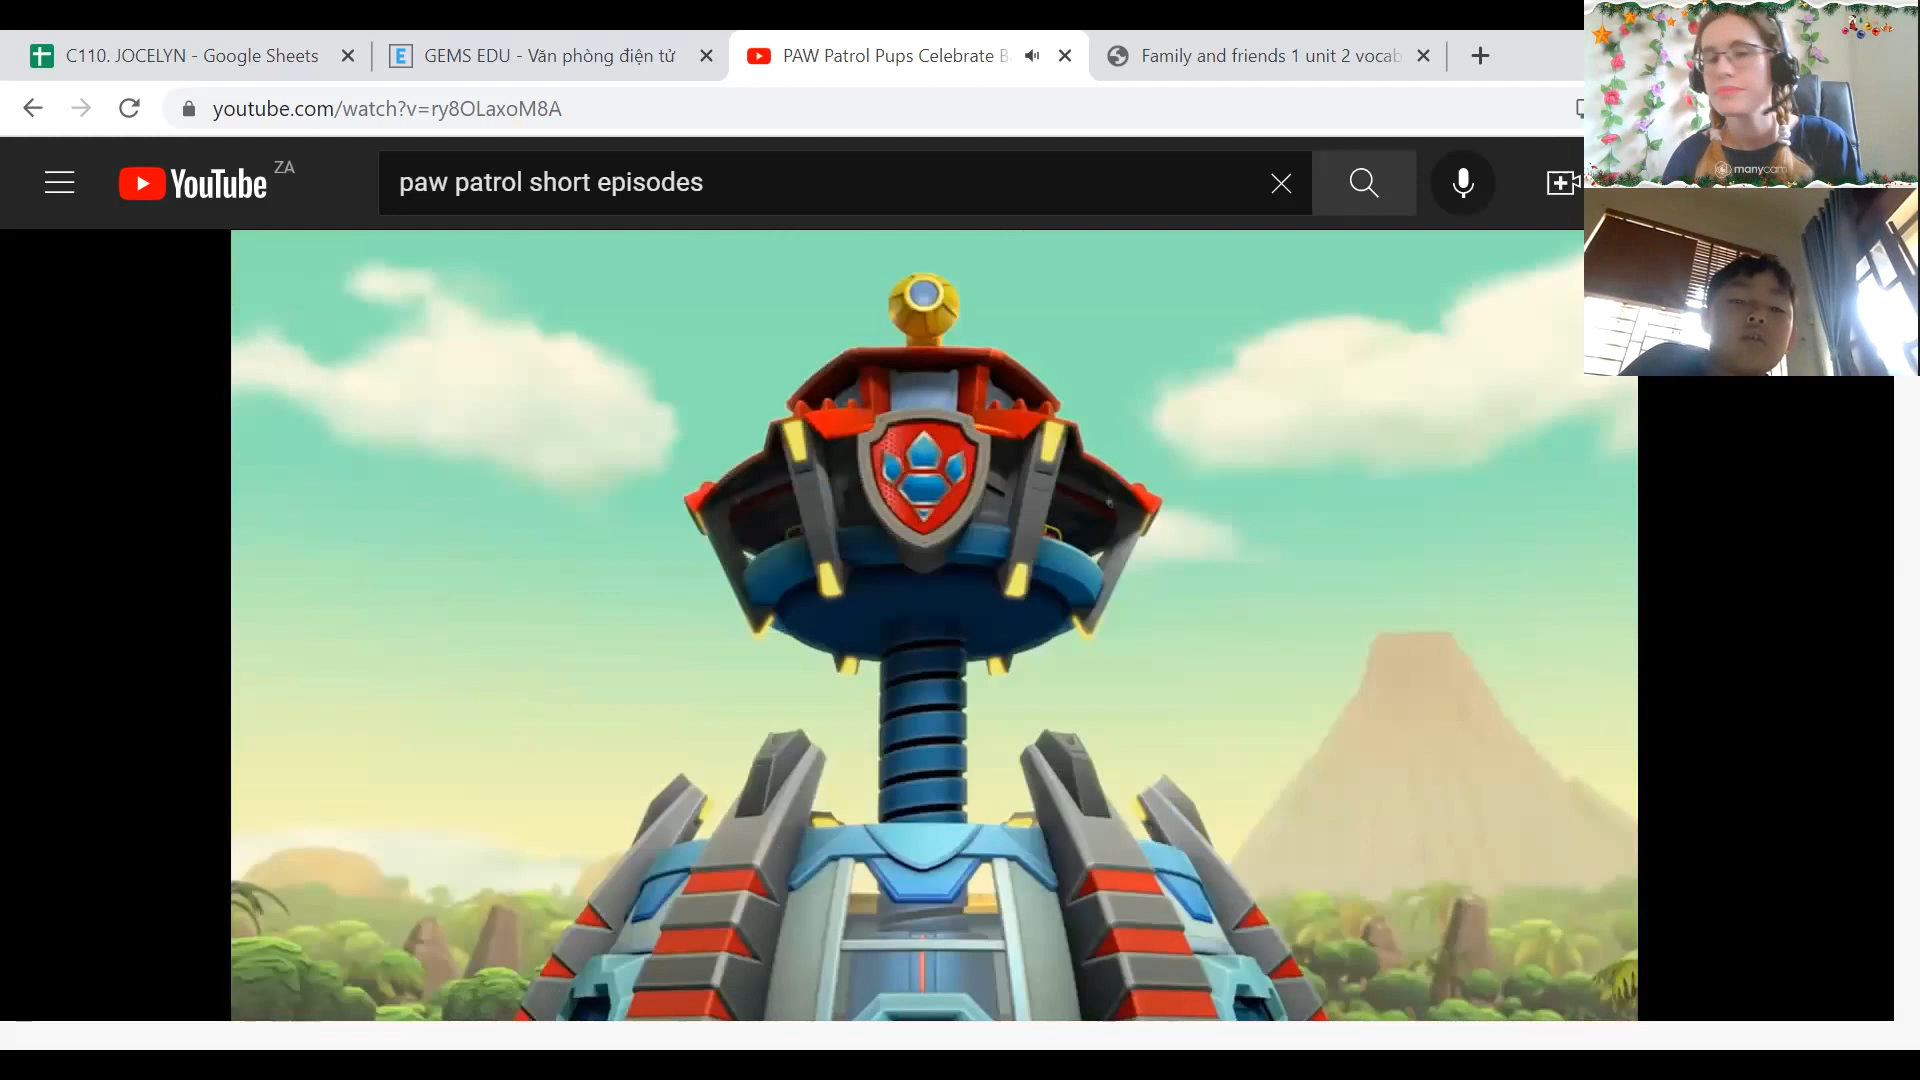 C110. JOCELYN - Google Sheets
GEMS EDU - Văn phòng điện tử
PAW Patrol Pups Celebrate B
Family and friends 1 unit 2 vocab
youtube.com/watch?v=ry8OLaxoM8A
YouTube ZA
paw patrol short episodes
manycam